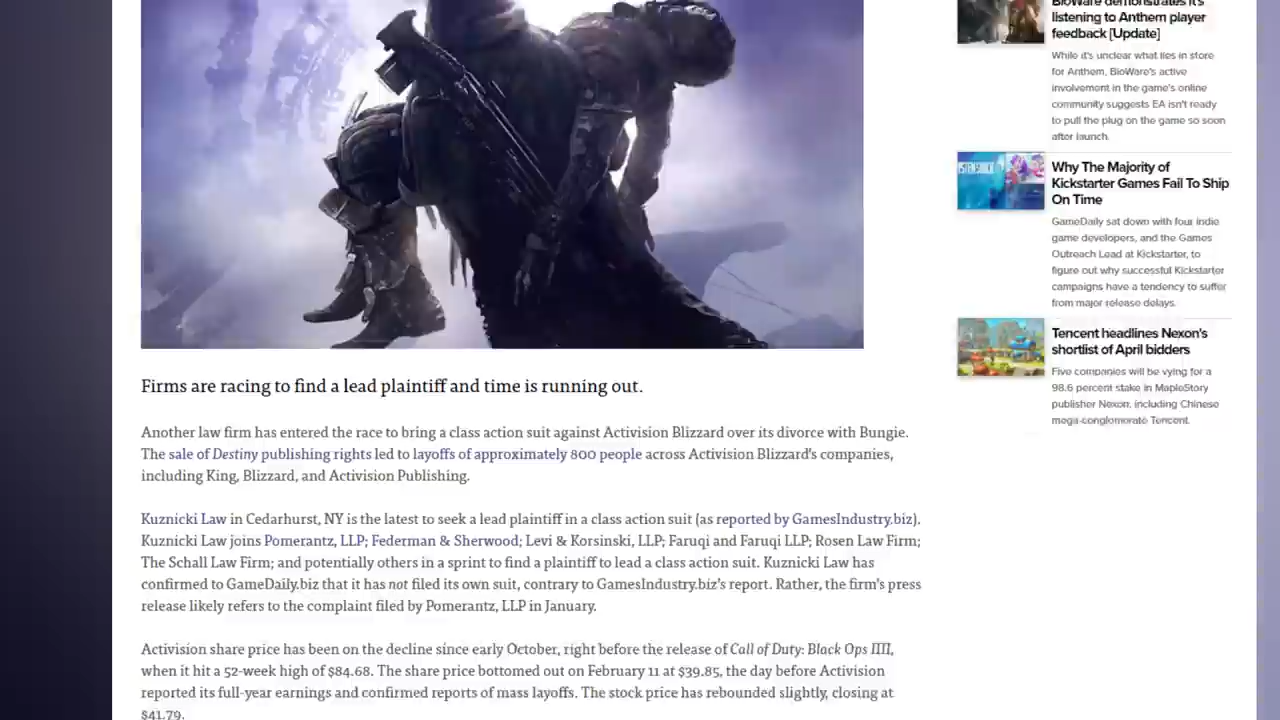 Firms are racing to find a lead plaintiff and time is running out.
Another law firm has entered the race to bring a class action suit against Activision Blizzard over its divorce with Bungie.
The sale of Destiny publishing rights led to layoffs of approximately 800 people across Activision Blizzard's companies,
including King, Blizzard, and Activision Publishing.
Kuznicki Law in Cedarhurst, NY is the latest to seek a lead plaintiff in a class action suit (as reported by GamesIndustry.biz).
Kuznicki Law joins Pomerantz, LLP; Federman & Sherwood; Levi & Korsinski, LLP; Faruqi and Faruqi LLP; Rosen Law Firm;
The Schall Law Firm; and potentially others in a sprint to find a plaintiff to lead a class action suit. Kuznicki Law has
confirmed to GameDaily.biz that it has not filed its own suit, contrary to GamesIndustry.biz's report. Rather, the firm's press
release likely refers to the complaint filed by Pomerantz, LLP in January.
Activision share price has been on the decline since early October, right before the release of Call of Duty: Black Ops IIII,
when it hit a 52-week high of $84.68. The share price bottomed out on February 11 at $39.85, the day before Activision
reported its full-year earnings and confirmed reports of mass layoffs. The stock price has rebounded slightly, closing at
$41.79.
BioWare demonstrates it's
listening to Anthem player
feedback [Update]
While it's unclear what lies in store
for Anthem, BioWare's active
involvement in the game's online
community suggests EA isn't ready
to pull the plug on the game so soon
after launch.
Why The Majority of
Kickstarter Games Fail To Ship
On Time
GameDaily sat down with four indie
game developers, and the Games
Outreach Lead at Kickstarter, to
figure out why successful Kickstarter
campaigns have a tendency to suffer
from major release delays.
Tencent headlines Nexon's
shortlist of April bidders
Five companies will be vying for a
98.6 percent stake in MapleStory
publisher Nexon, including Chinese
mega-conglomorate Tencent.